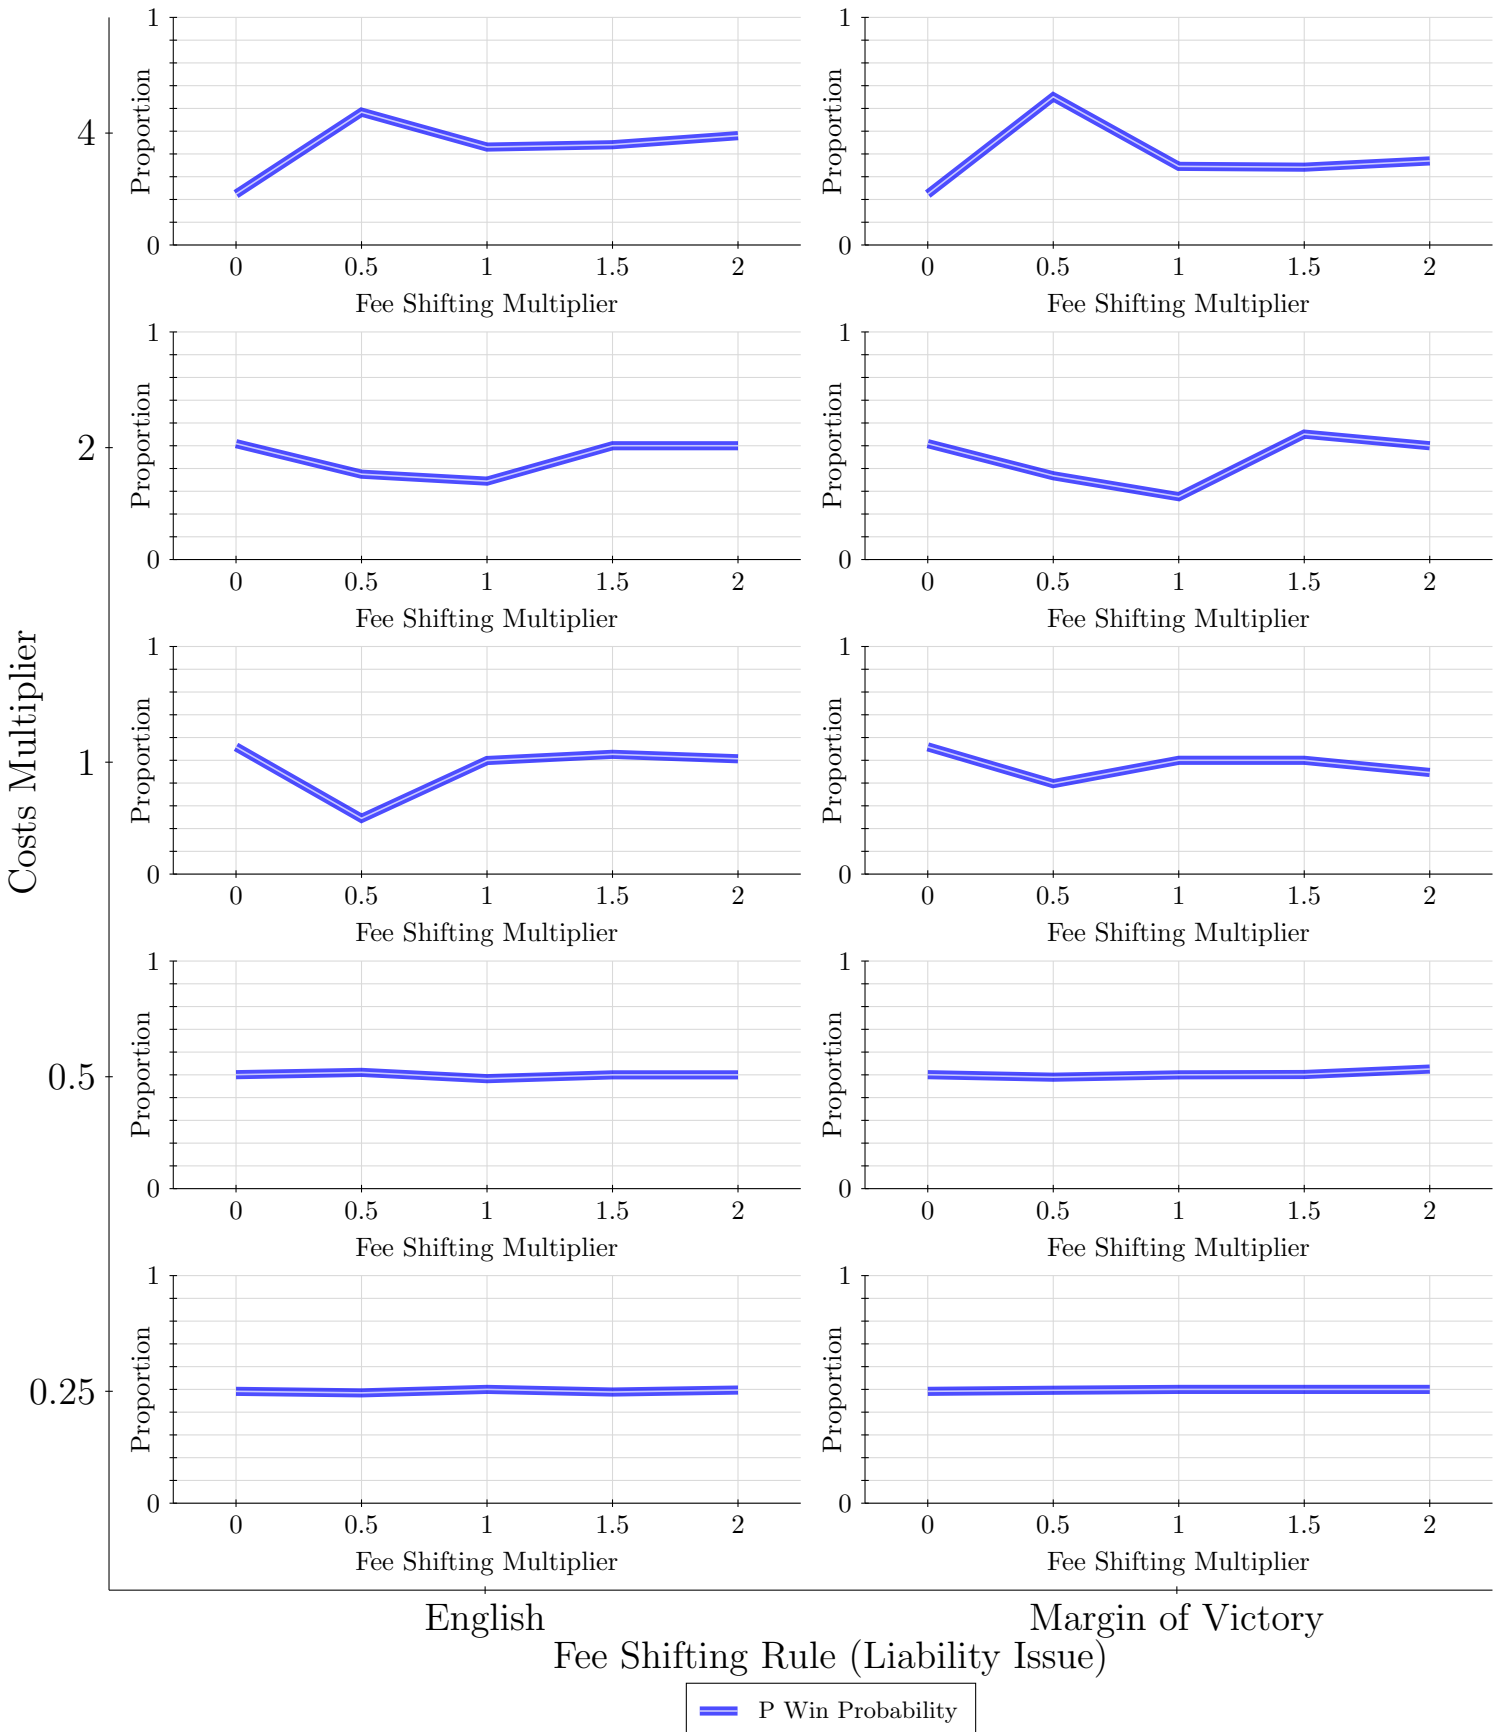 Costs Multiplier
4
1
0
Proportion
0 0.5 1 1.5 2
Fee Shifting Multiplier
1
0
Proportion
0 0.5 1 1.5 2
Fee Shifting Multiplier
2
1
0
Proportion
0 0.5 1 1.5 2
Fee Shifting Multiplier
1
0
Proportion
0 0.5 1 1.5 2
Fee Shifting Multiplier
1
1
0
Proportion
0 0.5 1 1.5 2
Fee Shifting Multiplier
1
0
Proportion
0 0.5 1 1.5 2
Fee Shifting Multiplier
0.5
1
0
Proportion
0 0.5 1 1.5 2
Fee Shifting Multiplier
1
0
Proportion
0 0.5 1 1.5 2
Fee Shifting Multiplier
0.25
1
0
Proportion
0 0.5 1 1.5 2
Fee Shifting Multiplier
1
0
Proportion
0 0.5 1 1.5 2
Fee Shifting Multiplier
English
Margin of Victory
Fee Shifting Rule (Liability Issue)
P Win Probability